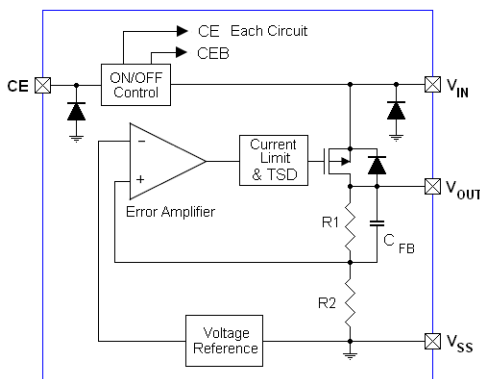 CE Each Circuit
CEB
CE
ON/OFF
Control
VIN
−
+
Error Amplifier
Current
Limit
& TSD
VOUT
R1
CFB
R2
Voltage
Reference
VSS